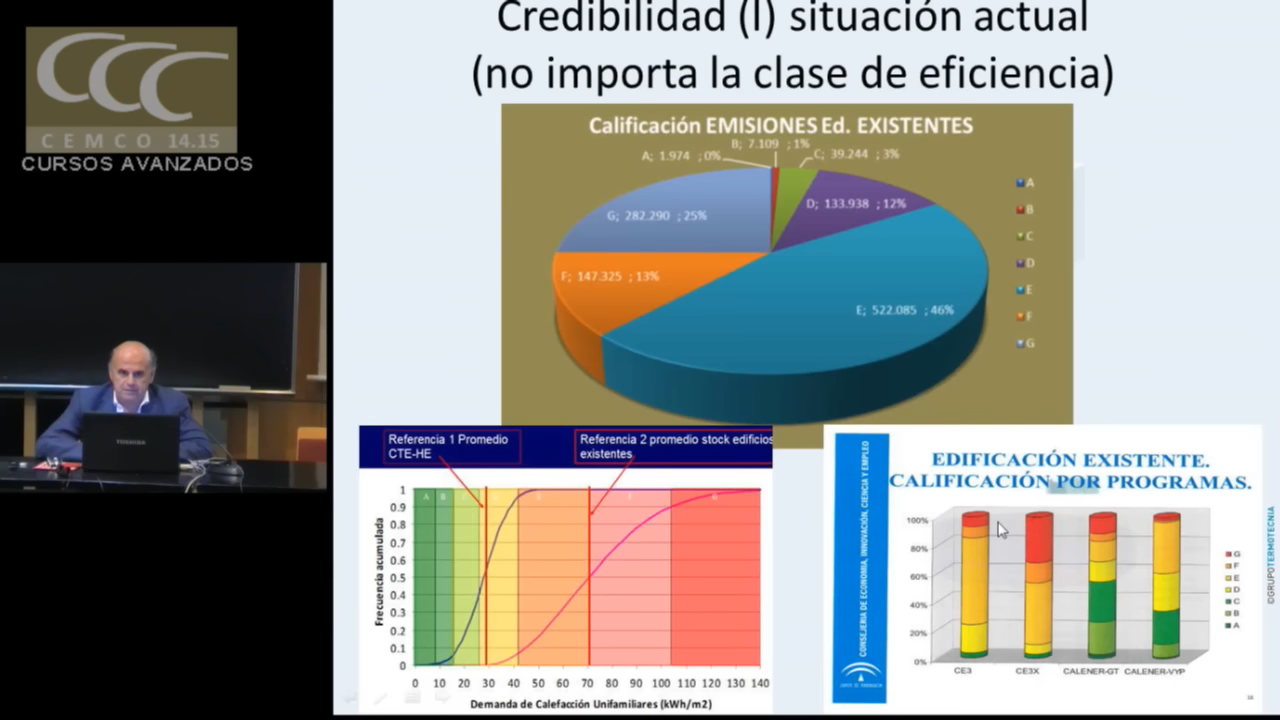 Credibilidad (I) situación actual
(no importa la clase de eficiencia)
CCC
CEMCO 14.15
CURSOS AVANZADOS
TOSHIBA
Calificación EMISIONES Ed. EXISTENTES
B; 7.109 ; 1%
A; 1.974 ; 0%
C; 39.244 ; 3%
D; 133.938 ; 12%
G; 282.290 ; 25%
F; 147.325 ; 13%
E; 522.085 ; 46%
A
B
C
D
E
F
G
Referencia 1 Promedio
CTE-HE
Referencia 2 promedio stock edificios
existentes
A B E F G
Frecuencia acumulada
1
0.9
0.8
0.7
0.6
0.5
0.4
0.3
0.2
0.1
0
0 10 20 30 40 50 60 70 80 90 100 110 120 130 140
Demanda de Calefacción Unifamiliares (kWh/m2)
CONSEJERIA DE ECONOMIA, INNOVACIÓN, CIENCIA Y EMPLEO
EDIFICACIÓN EXISTENTE.
CALIFICACIÓN POR PROGRAMAS.
100%
80%
60%
40%
20%
0%
CE3 CE3X CALENER-GT CALENER-VYP
G
F
E
D
C
B
A
©GRUPOTERMOTECNIA